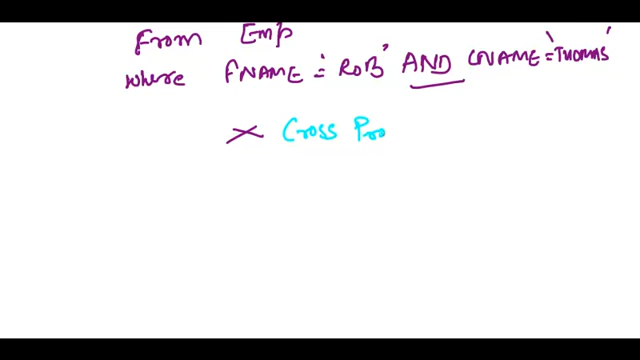 From Emp
where FNAME = 'ROB' AND LNAME = 'THOMAS'
× Cross Pro